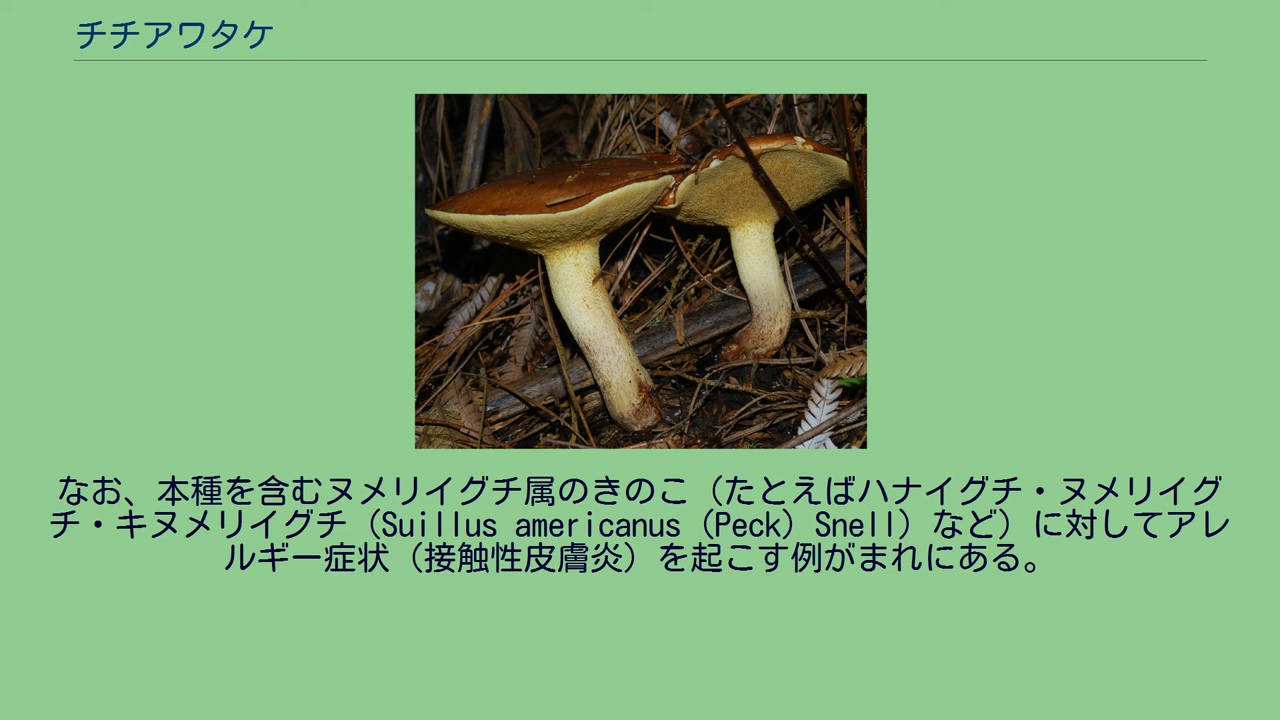 チチアワタケ
なお、本種を含むヌメリイグチ属のきのこ（たとえばハナイグチ・ヌメリイグ
チ・キヌメリイグチ（Suillus americanus（Peck）Snell）など）に対してアレ
ルギー症状（接触性皮膚炎）を起こす例がまれにある。